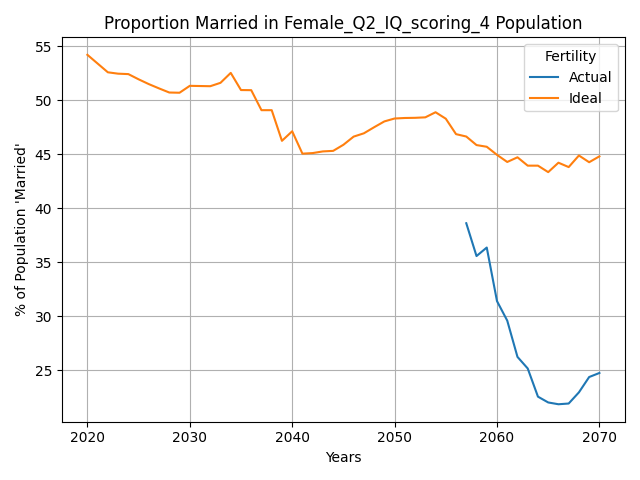 Proportion Married in Female_Q2_IQ_scoring_4 Population
Fertility
Actual
Ideal
% of Population 'Married'
55
50
45
40
35
30
25
2020
2030
2040
2050
2060
2070
Years